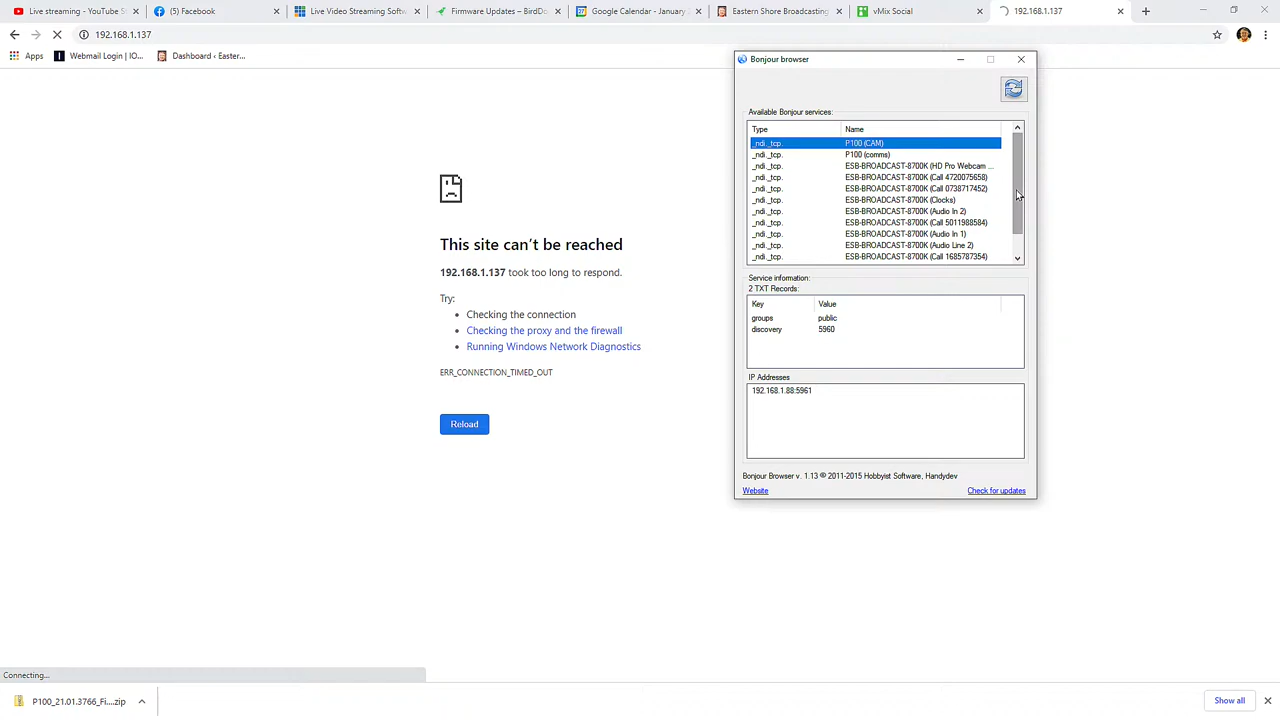 Live streaming - YouTube S
(5) Facebook
Live Video Streaming Softw
Firmware Updates – BirdDo
Google Calendar - January
Eastern Shore Broadcasting
vMix Social
192.168.1.137
192.168.1.137
Apps
Webmail Login | IO...
Dashboard ‹ Easter...
This site can't be reached
192.168.1.137 took too long to respond.
Try:
• Checking the connection
• Checking the proxy and the firewall
• Running Windows Network Diagnostics
ERR_CONNECTION_TIMED_OUT
Reload
Bonjour browser
Available Bonjour services:
Type Name
_ndi._tcp. P100 (CAM)
_ndi._tcp. P100 (comms)
_ndi._tcp. ESB-BROADCAST-8700K (HD Pro Webcam ...
_ndi._tcp. ESB-BROADCAST-8700K (Call 4720075658)
_ndi._tcp. ESB-BROADCAST-8700K (Call 0738717452)
_ndi._tcp. ESB-BROADCAST-8700K (Clocks)
_ndi._tcp. ESB-BROADCAST-8700K (Audio In 2)
_ndi._tcp. ESB-BROADCAST-8700K (Call 5011988584)
_ndi._tcp. ESB-BROADCAST-8700K (Audio In 1)
_ndi._tcp. ESB-BROADCAST-8700K (Audio Line 2)
_ndi._tcp. ESB-BROADCAST-8700K (Call 1685787354)
Service information:
2 TXT Records:
Key Value
groups public
discovery 5960
IP Addresses
192.168.1.88:5961
Bonjour Browser v. 1.13 © 2011-2015 Hobbyist Software, Handydev
Website
Check for updates
Connecting...
P100_21.01.3766_Fi....zip
Show all